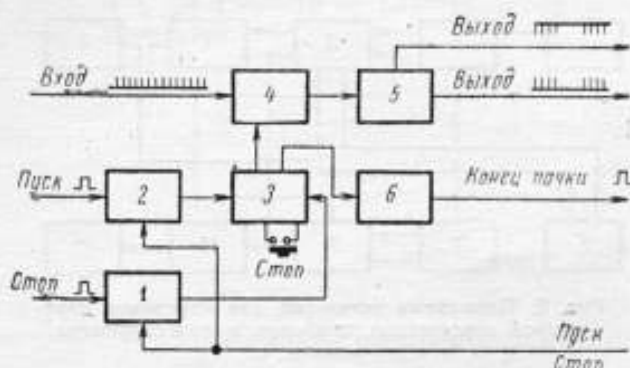 Выход
Вход
4
5
Выход
Пуск
2
3
6
Конец пачки
Стоп
Стоп
1
Пуск
Стоп